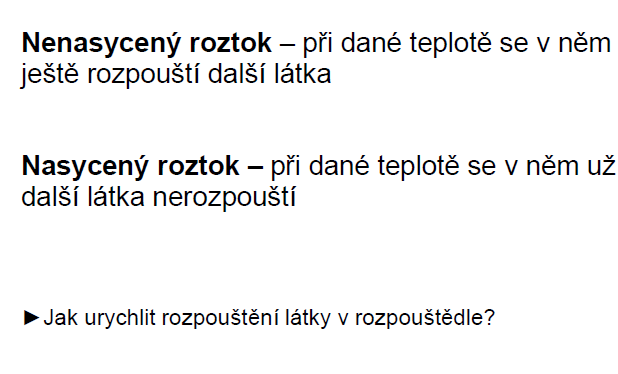 Nenasycený roztok – při dané teplotě se v něm
ještě rozpouští další látka
Nasycený roztok – při dané teplotě se v něm už
další látka nerozpouští
►Jak urychlit rozpouštění látky v rozpouštědle?